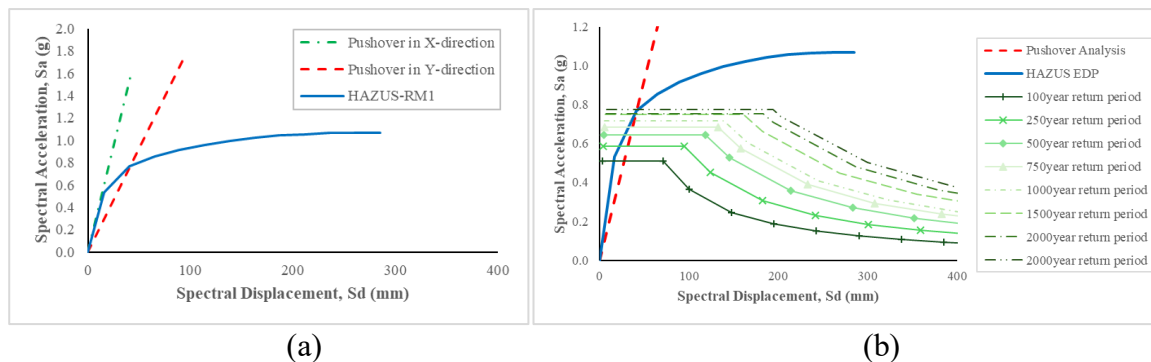 2.0
1.8
1.6
1.4
1.2
1.0
0.8
0.6
0.4
0.2
0.0
Spectral Acceleration, Sa (g)
0
100
200
300
400
Spectral Displacement, Sd (mm)
Pushover in X-direction
Pushover in Y-direction
HAZUS-RM1
(a)
1.2
1.0
0.8
0.6
0.4
0.2
0.0
Spectral Acceleration, Sa (g)
0
100
200
300
400
Spectral Displacement, Sd (mm)
Pushover Analysis
HAZUS EDP
100year return period
250year return period
500year return period
750year return period
1000year return period
1500year return period
2000year return period
2000year return period
(b)